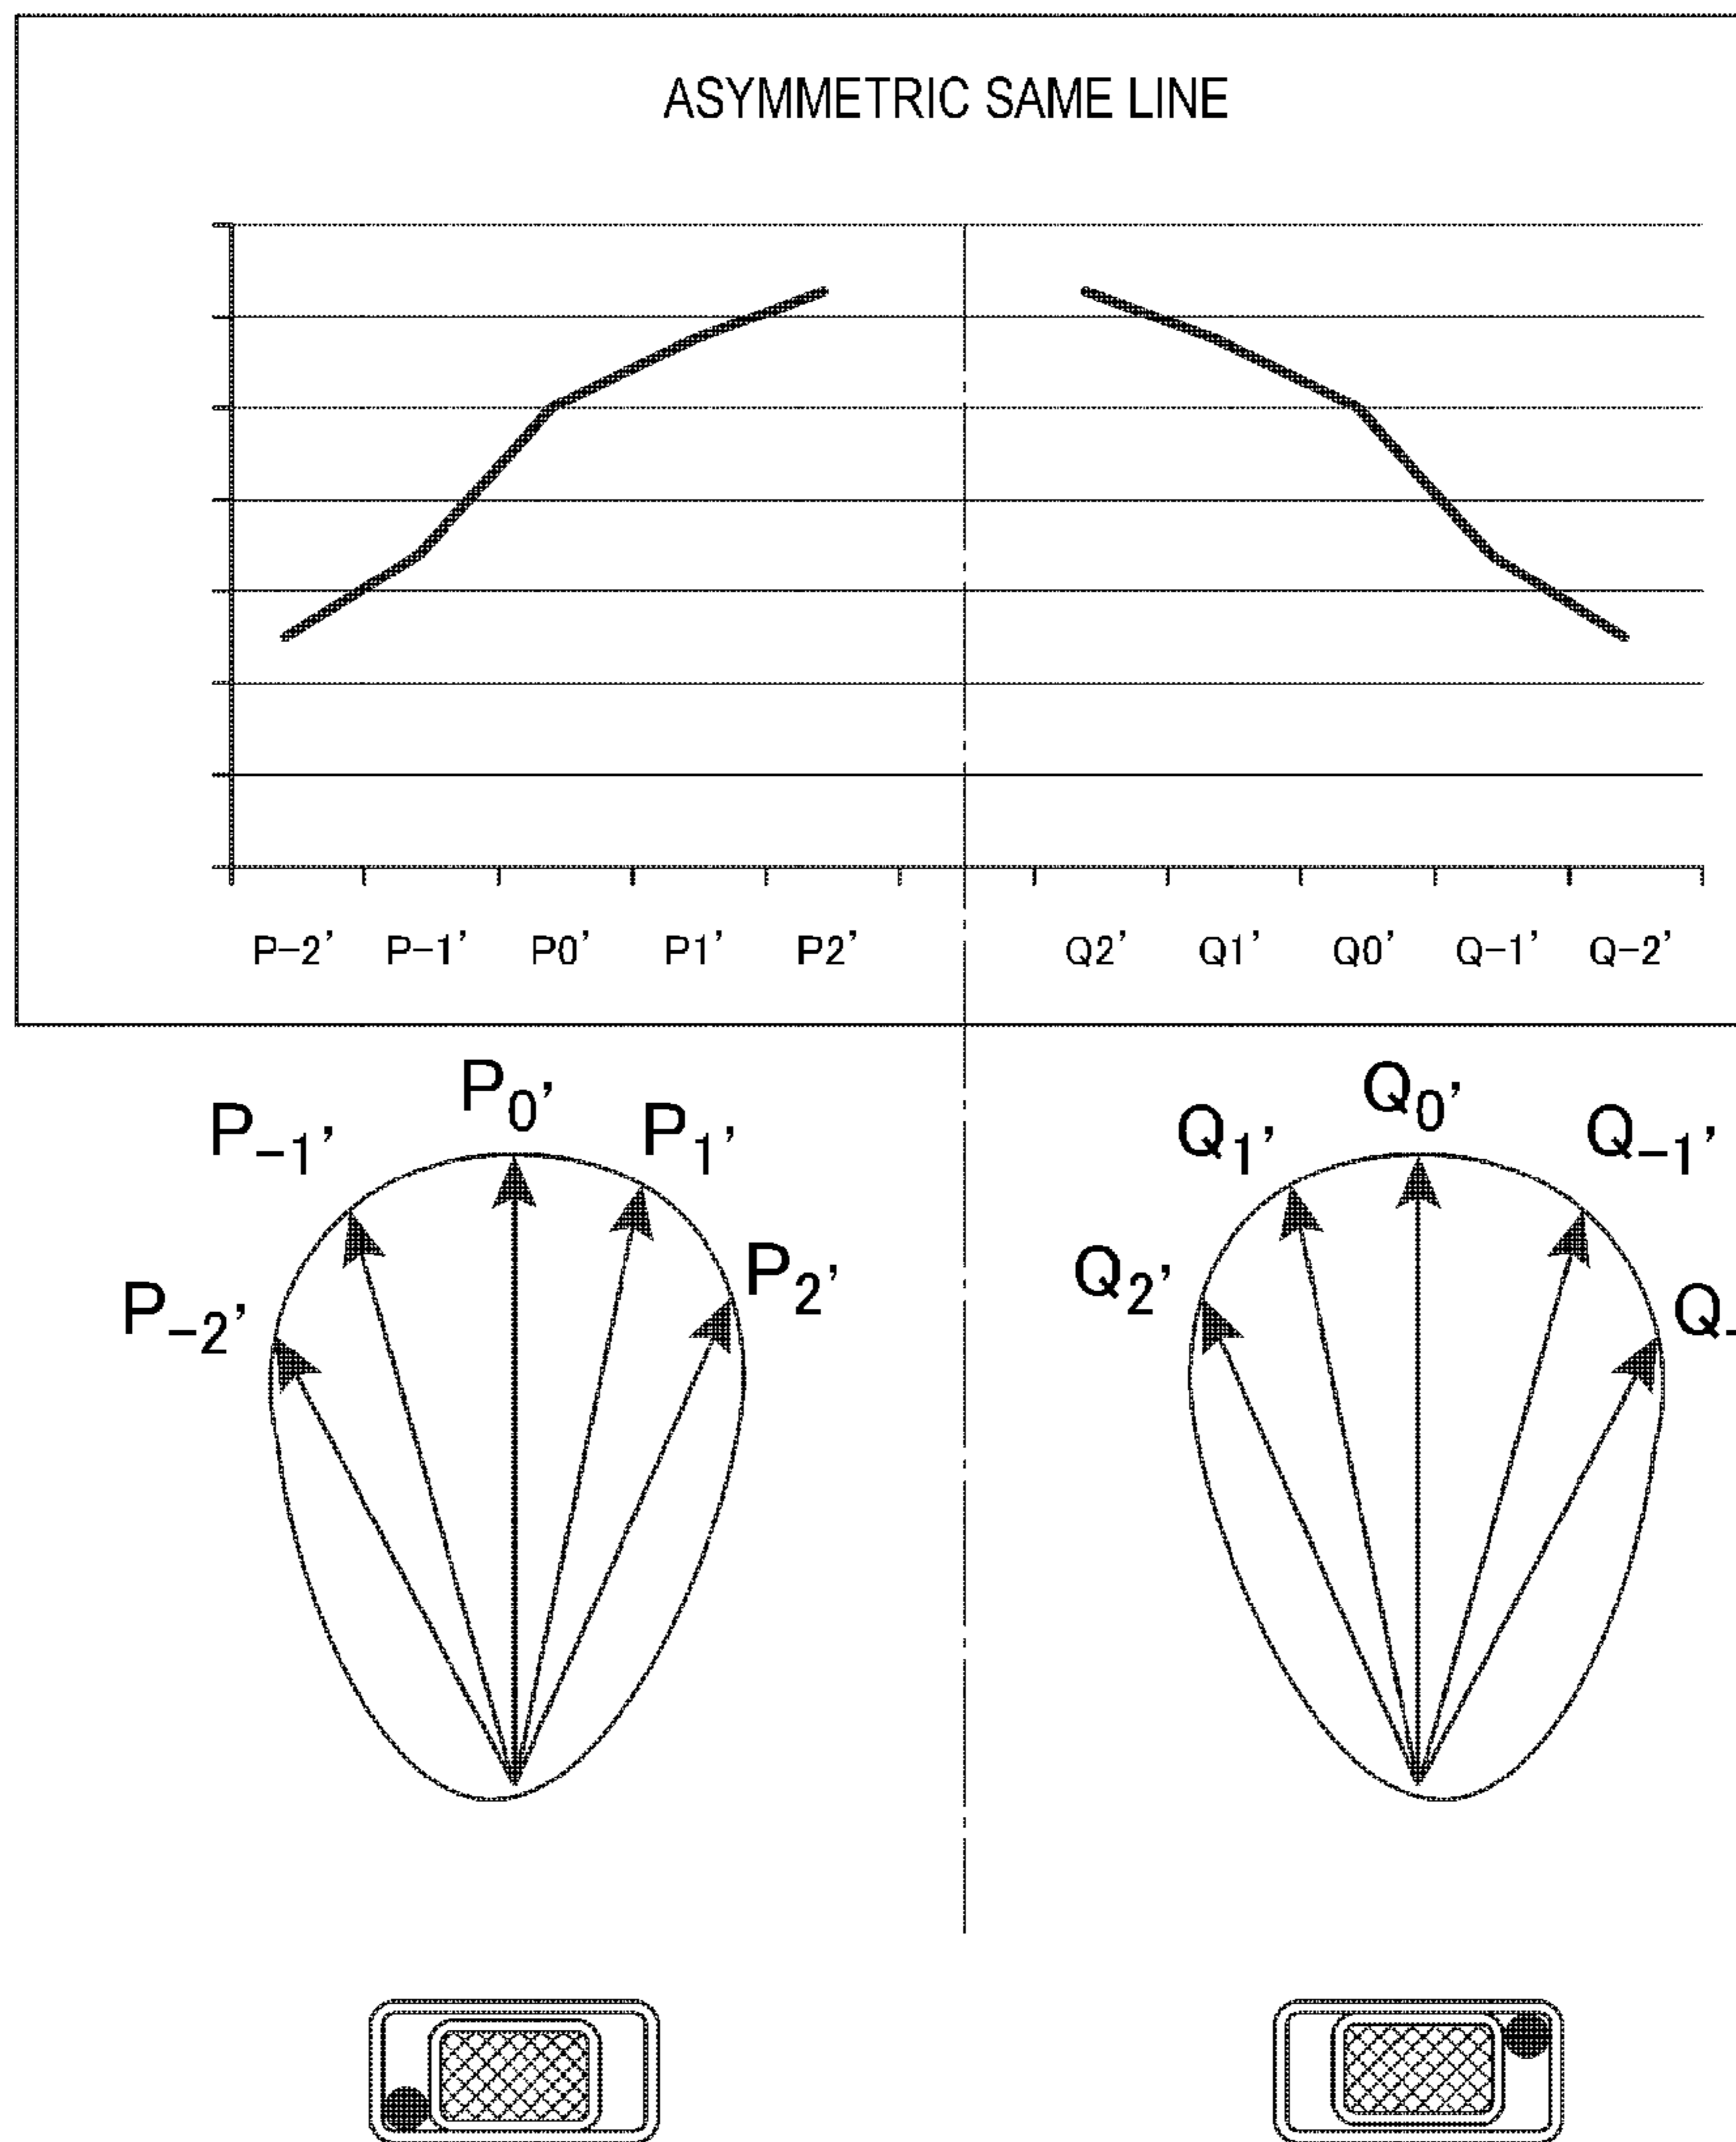 ASYMMETRIC SAME LINE
P-2' P-1' P0' P1' P2' Q2' Q1' Q0' Q-1' Q-2'
P0' Q0'
P-1' P1' Q1' Q-1'
P-2' P2' Q2' Q-